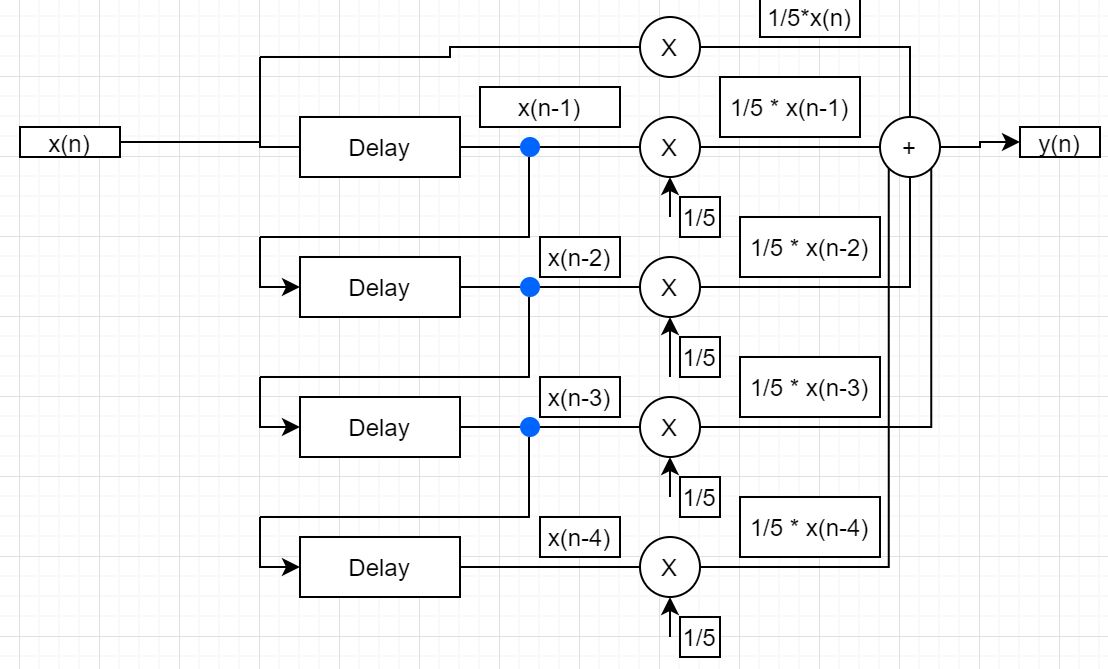 1/5*x(n)
X
x(n-1)
1/5 * x(n-1)
x(n)
Delay
X
+
y(n)
1/5
x(n-2)
1/5 * x(n-2)
Delay
X
1/5
x(n-3)
1/5 * x(n-3)
Delay
X
1/5
x(n-4)
1/5 * x(n-4)
Delay
X
1/5